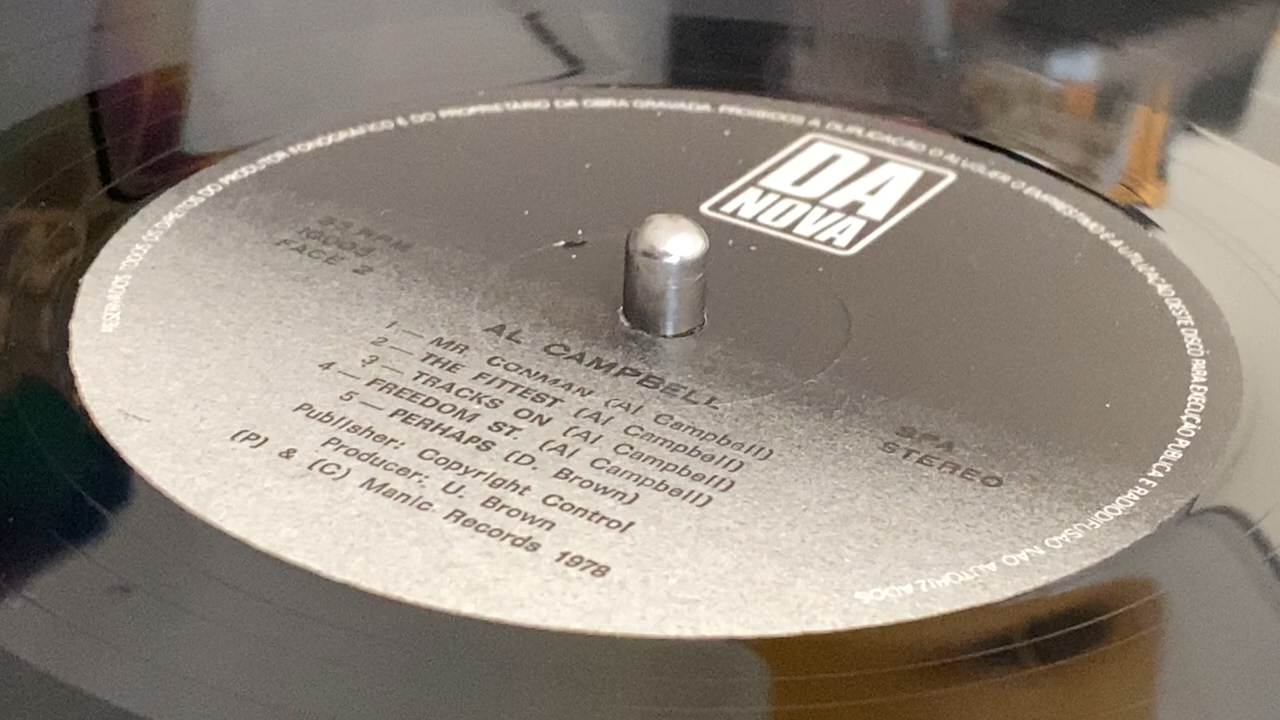 RESERVADOS TODOS OS DIREITOS DO PRODUTOR FONOGRÁFICO E DO PROPRIETÁRIO DA OBRA GRAVADA. PROIBIDOS A DUPLICAÇÃO, O ALUGUER O EMPRÉSTIMO E A UTILIZAÇÃO DESTE DISCO PARA EXECUÇÃO PÚBLICA E RADIODIFUSÃO NÃO AUTORIZADOS
DA
NOVA
33 RPM
FACE 2
SPA
STEREO
AL CAMPBELL
1 — MR. CONMAN (Al Campbell)
2 — THE FITTEST (Al Campbell)
3 — TRACKS ON (Al Campbell)
4 — FREEDOM ST. (Al Campbell)
5 — PERHAPS (D. Brown)
Publisher: Copyright Control
Producer: U. Brown
(P) & (C) Manic Records 1978